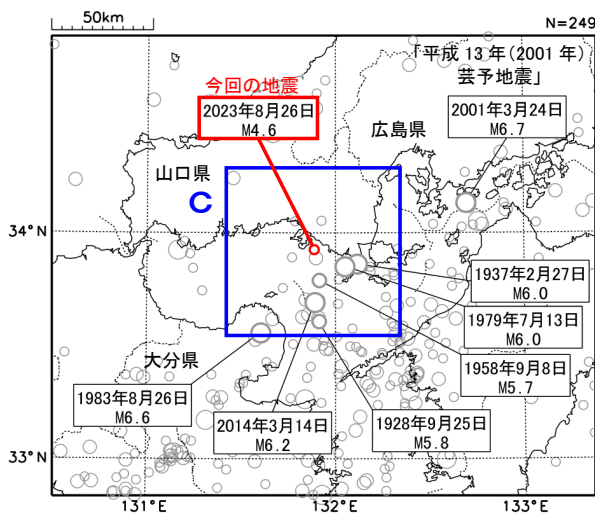 50km
N=249
「平成 13 年(2001 年)
芸予地震」
今回の地震
2023年8月26日
M4.6
2001年3月24日
M6.7
広島県
山口県
C
34°N
1937年2月27日
M6.0
1979年7月13日
M6.0
1958年9月8日
M5.7
大分県
1983年8月26日
M6.6
2014年3月14日
M6.2
1928年9月25日
M5.8
33°N
131°E
132°E
133°E